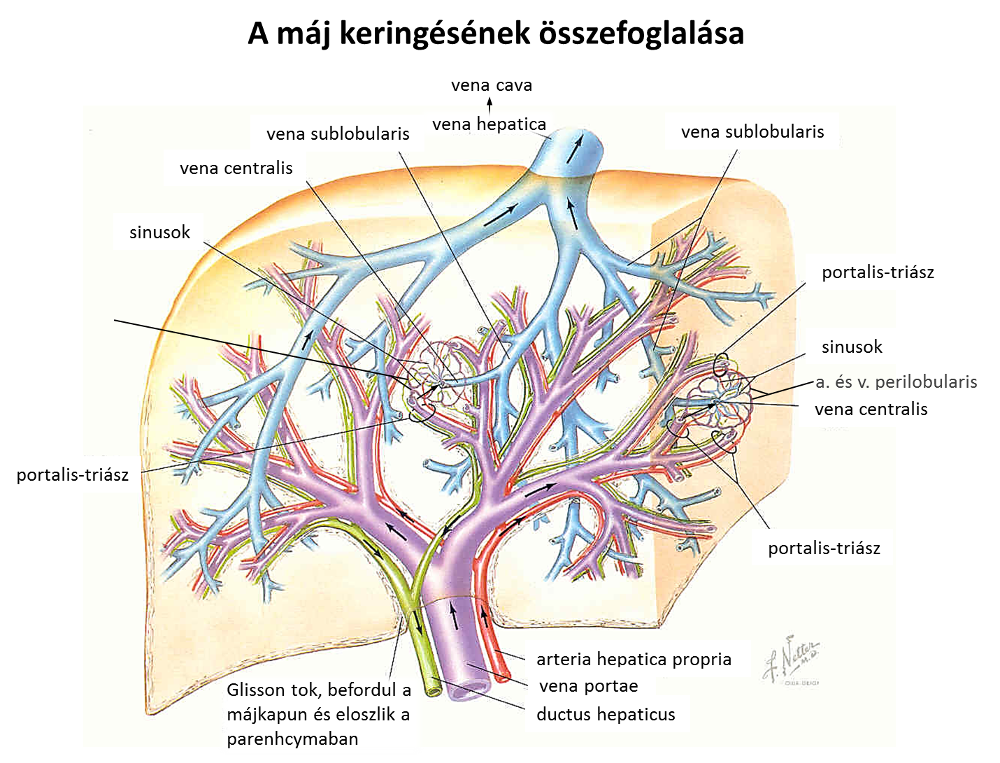 A máj keringésének összefoglalása
vena cava
vena hepatica
vena sublobularis
vena sublobularis
vena centralis
sinusok
portalis-triász
sinusok
a. és v. perilobularis
vena centralis
portalis-triász
portalis-triász
arteria hepatica propria
vena portae
ductus hepaticus
Glisson tok, befordul a
májkapun és eloszlik a
parenhcymaban
F. Netter
M.D.
CIBA-GEIGY